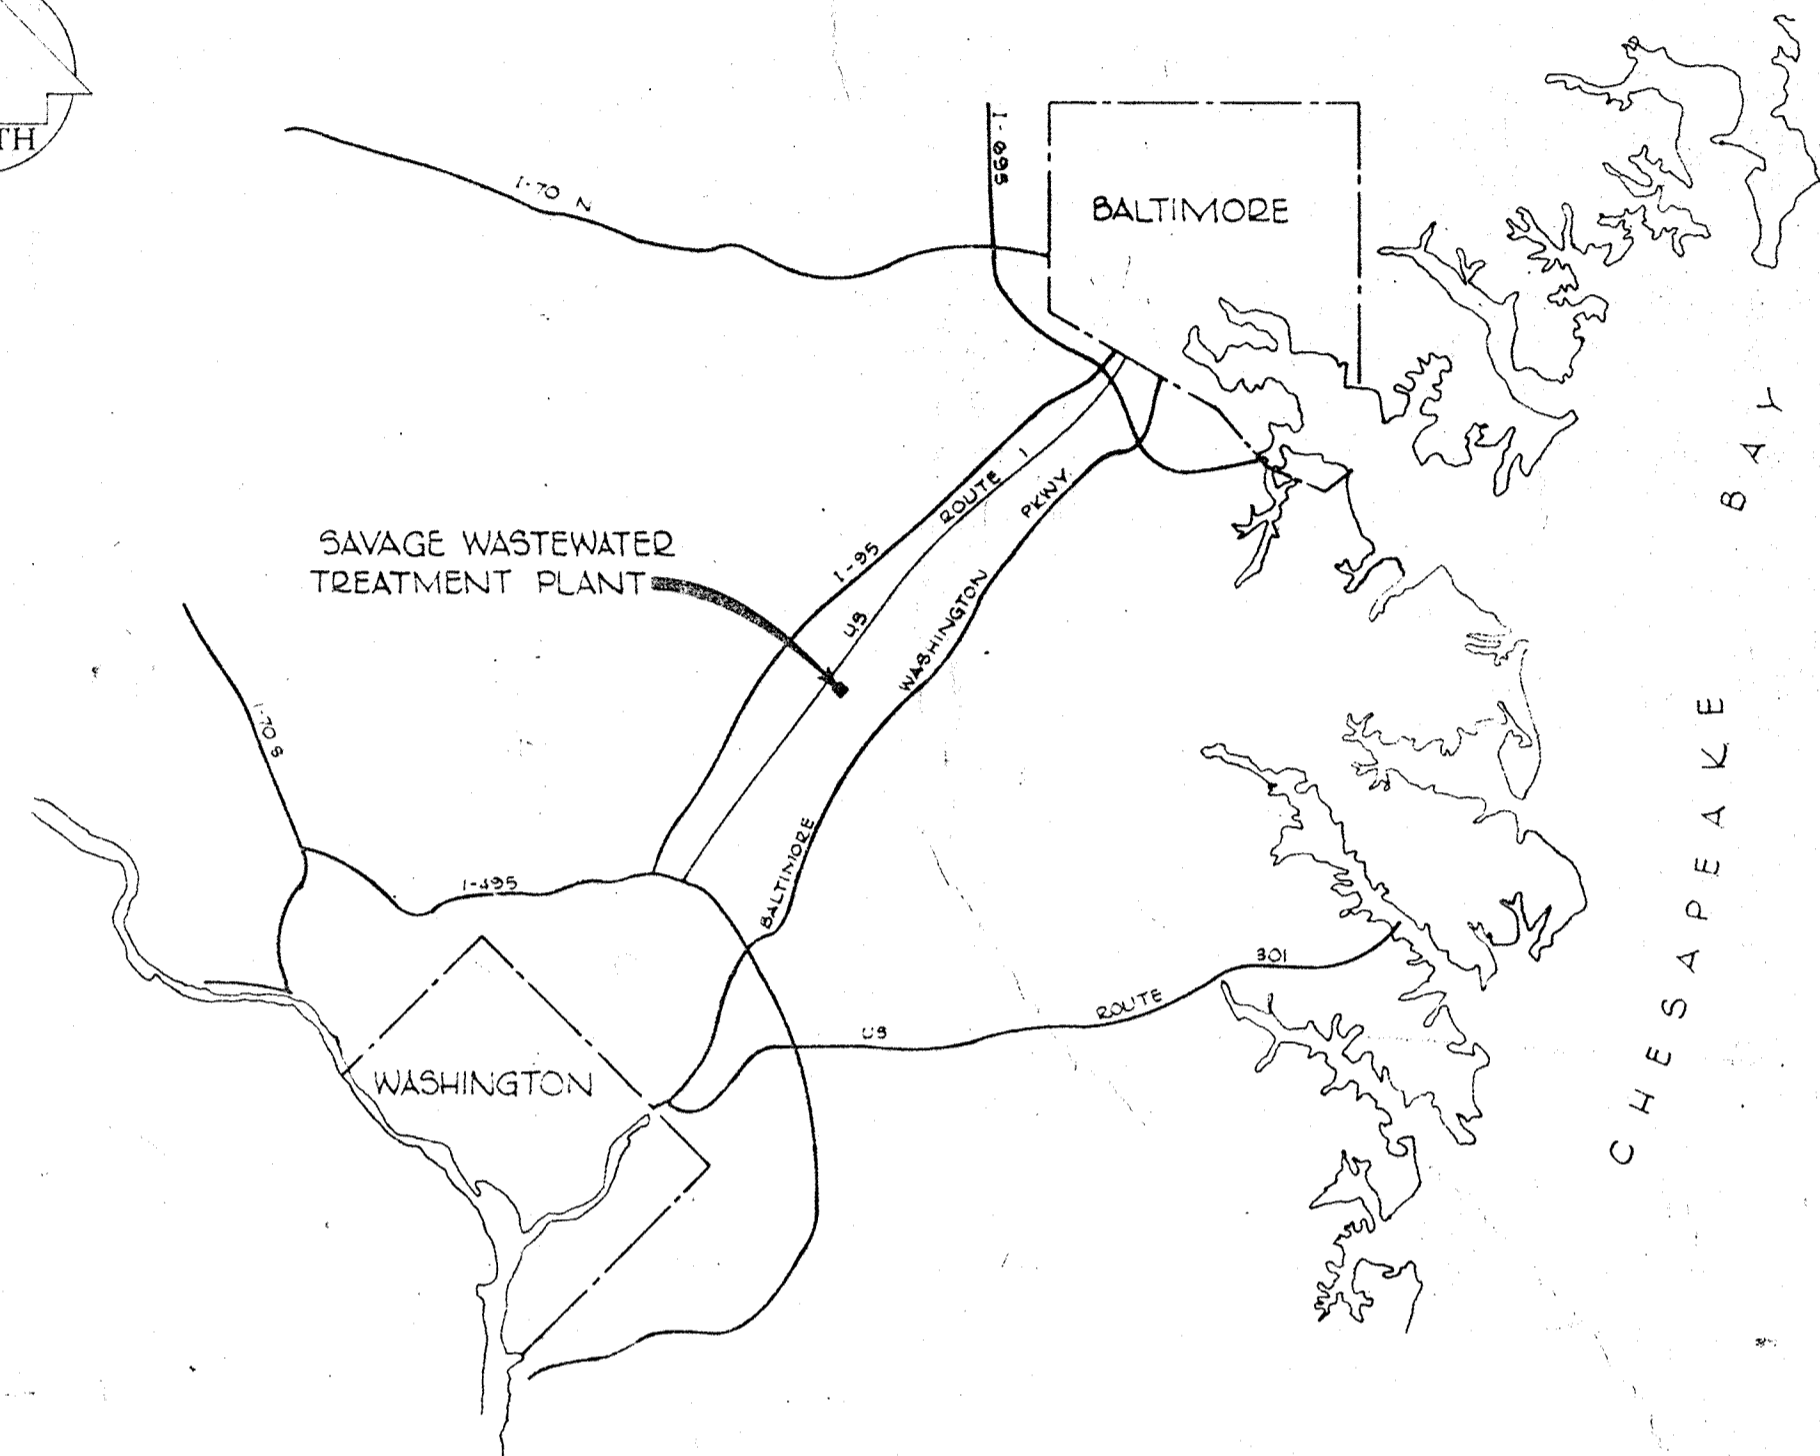 TH
I-70 N
I-695
BALTIMORE
SAVAGE WASTEWATER
TREATMENT PLANT
I-95
US ROUTE 1
BALTIMORE WASHINGTON PKWY.
I-70 S
I-495
WASHINGTON
US ROUTE 301
CHESAPEAKE BAY